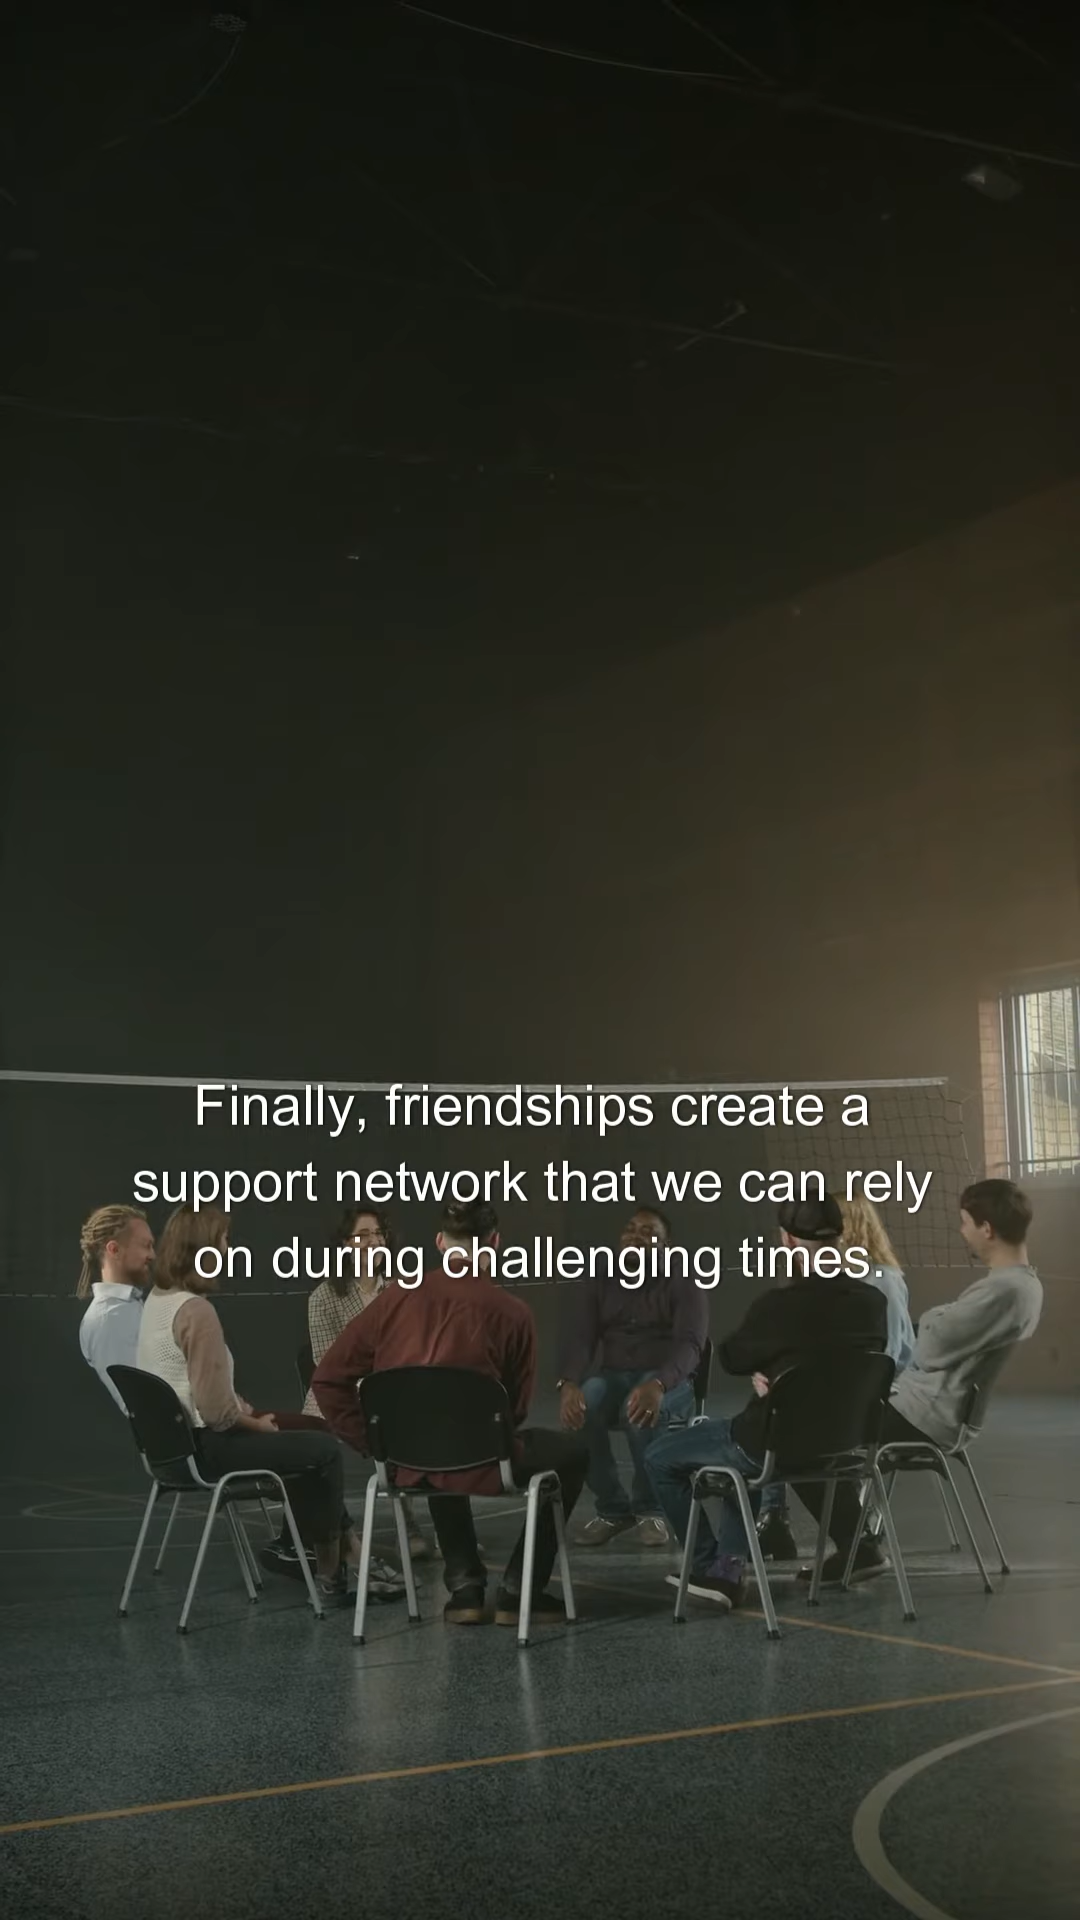 Finally, friendships create a
support network that we can rely
on during challenging times.